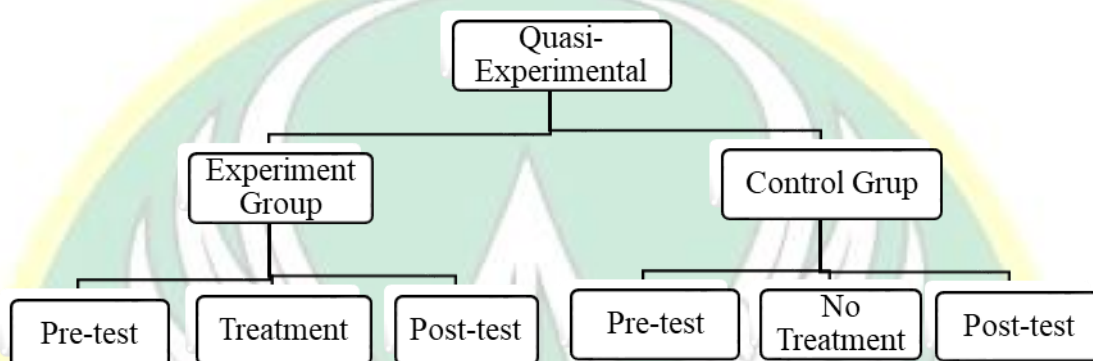 Quasi-
Experimental
Experiment
Group
Control Grup
Pre-test
Treatment
Post-test
Pre-test
No
Treatment
Post-test